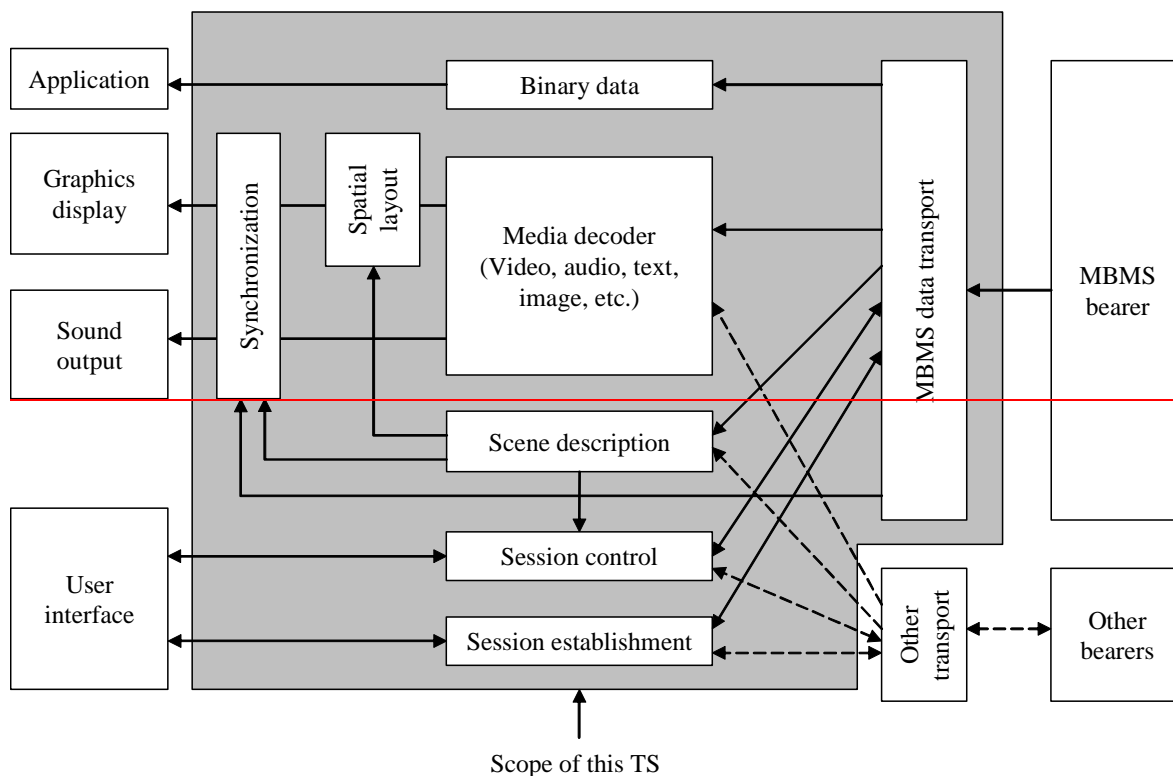 Application
Binary data
Graphics
display
Synchronization
Spatial
layout
Media decoder
(Video, audio, text,
image, etc.)
MBMS data transport
MBMS
bearer
Sound
output
Scene description
User
interface
Session control
Session establishment
Other
transport
Other
bearers
Scope of this TS